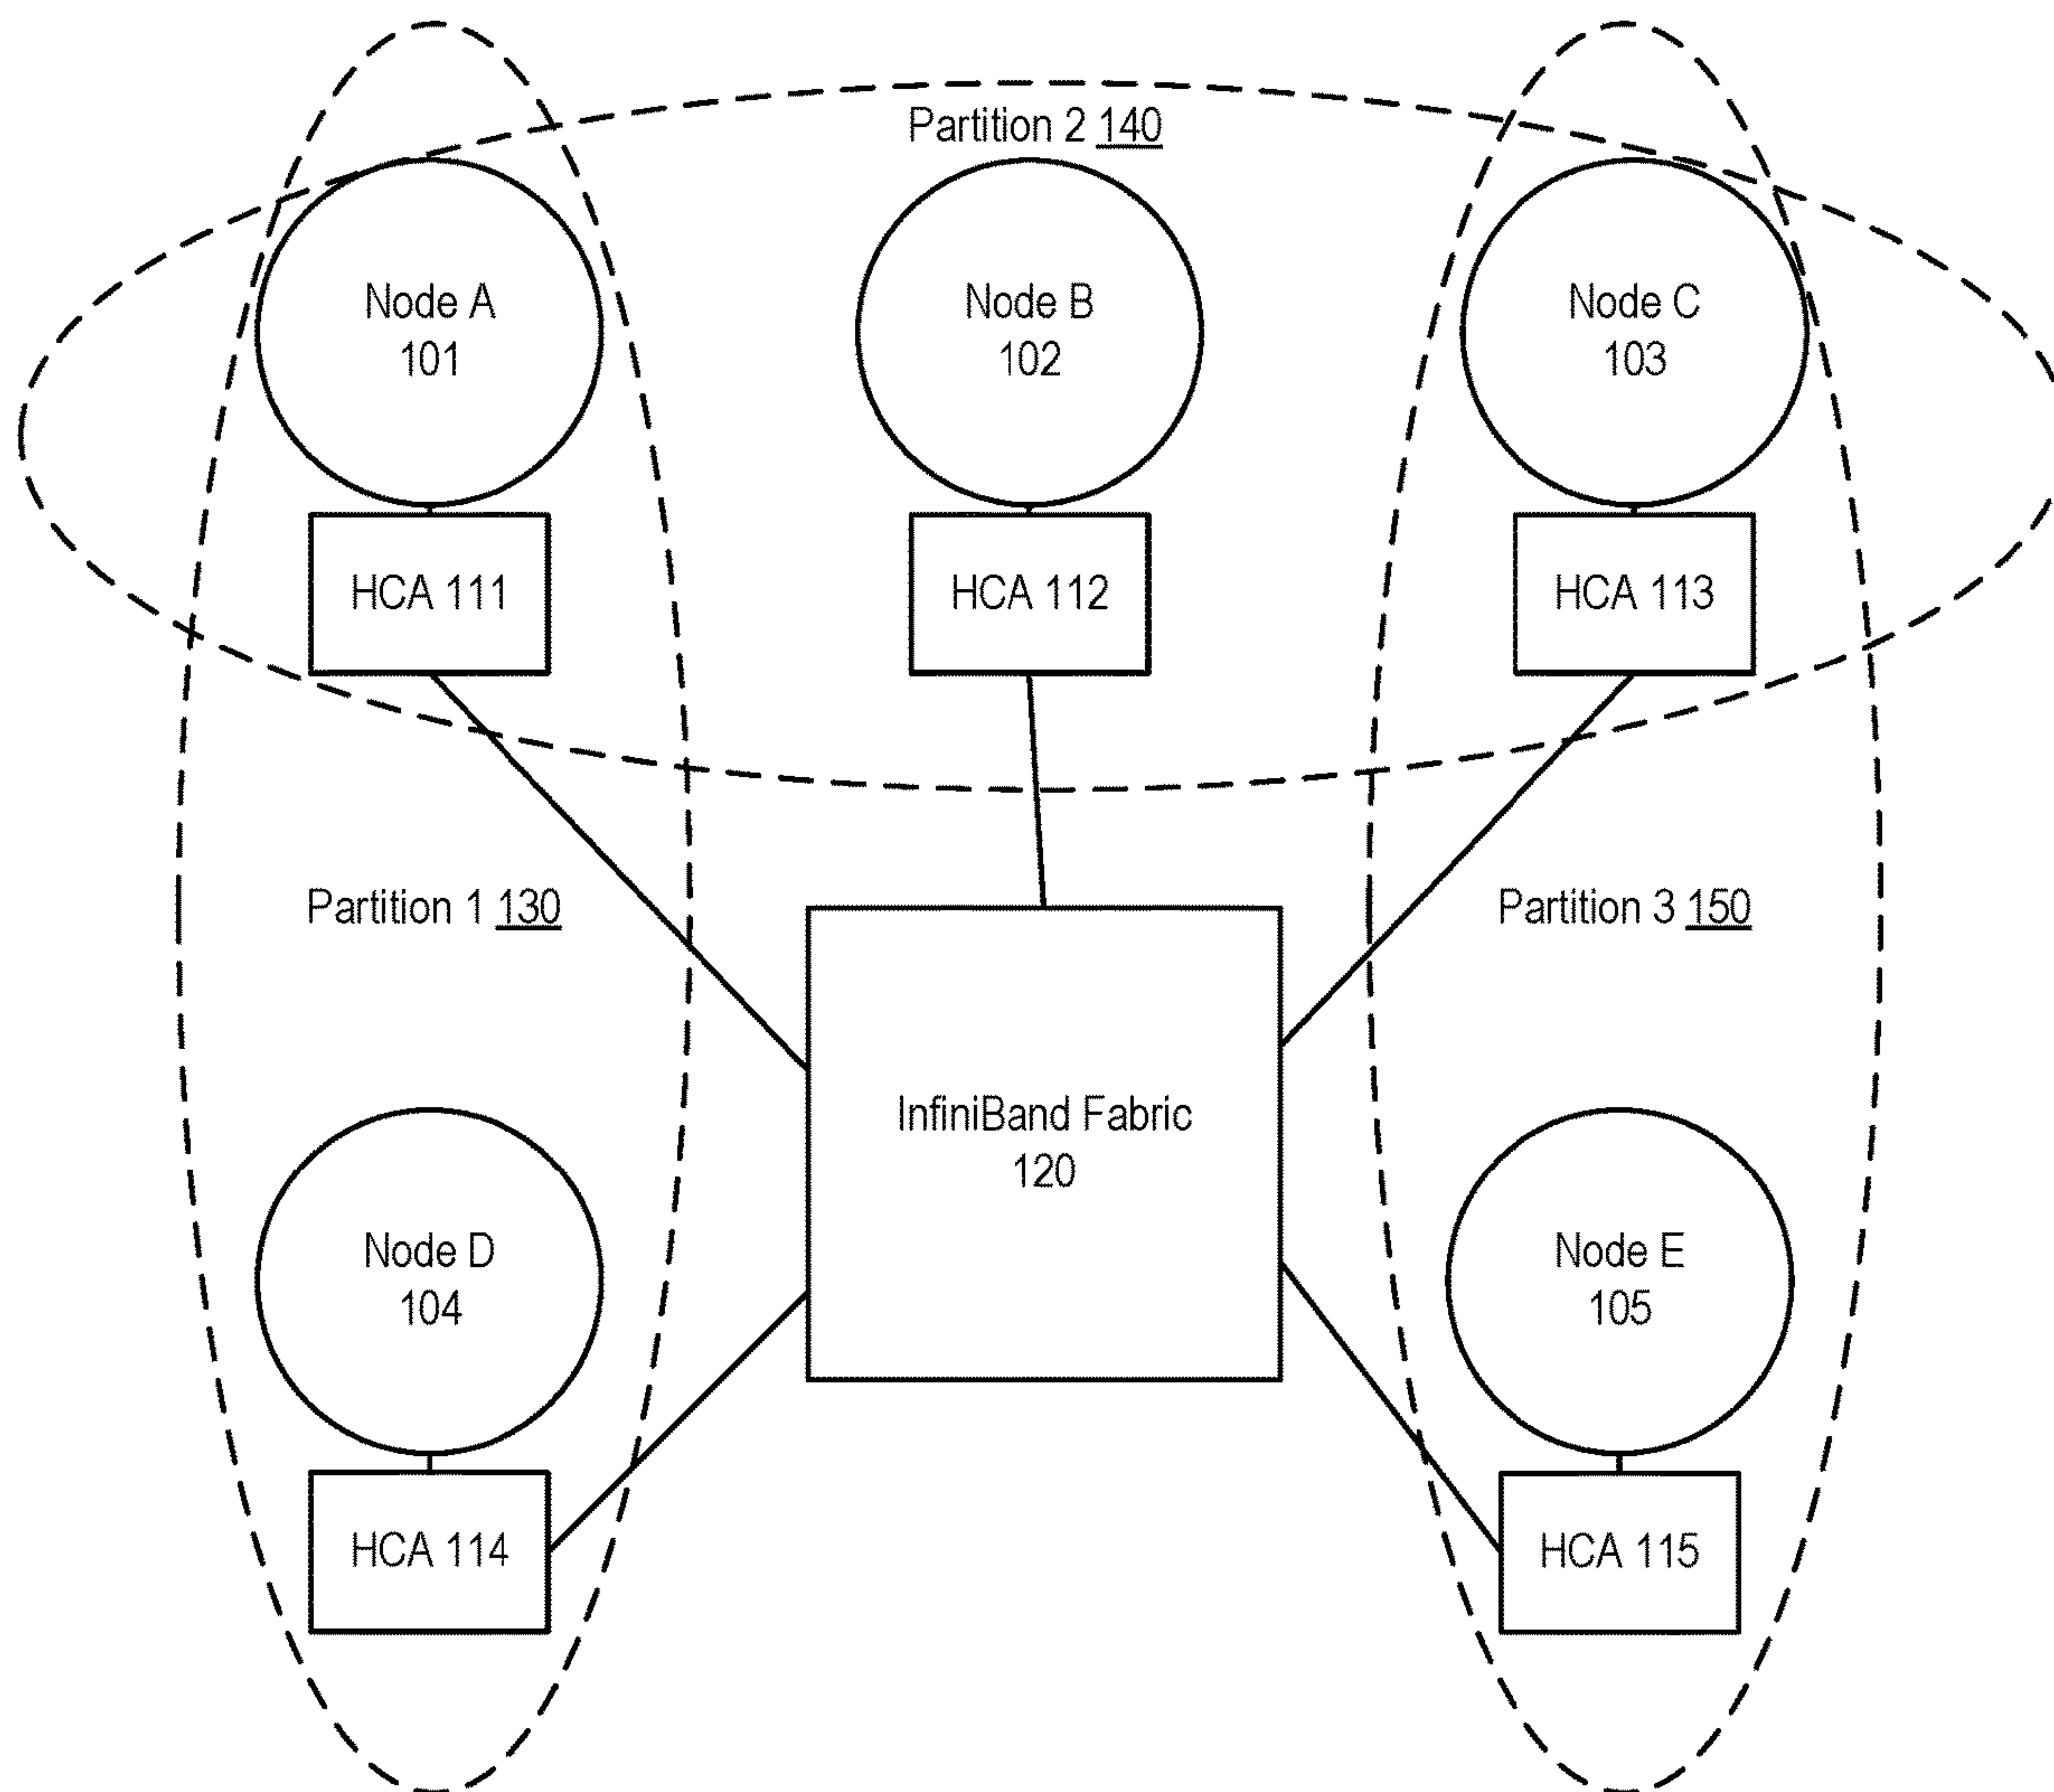 Partition 2 140
Node A
101
Node B
102
Node C
103
HCA 111
HCA 112
HCA 113
Partition 1 130
Partition 3 150
InfiniBand Fabric
120
Node D
104
Node E
105
HCA 114
HCA 115